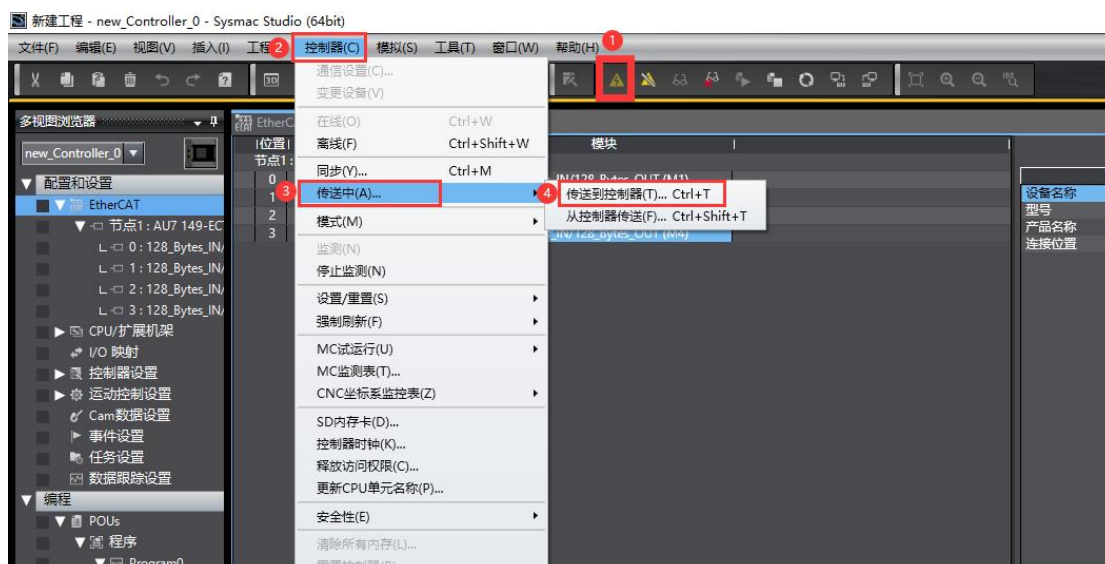 新建工程 - new_Controller_0 - Sysmac Studio (64bit)
文件(F) 编辑(E) 视图(V) 插入(I) 工程 2 控制器(C) 模拟(S) 工具(T) 窗口(W) 帮助(H) 1
3D
多视图浏览器
new_Controller_0
配置和设置
EtherCAT
节点1 : AU7 149-EC
0 : 128_Bytes_IN/
1 : 128_Bytes_IN/
2 : 128_Bytes_IN/
3 : 128_Bytes_IN/
CPU/扩展机架
I/O 映射
控制器设置
运动控制设置
Cam数据设置
事件设置
任务设置
数据跟踪设置
编程
POUs
程序
Program0
EtherC
位置
节点1 :
0
1
2
3
通信设置(C)...
变更设备(V)
在线(O) Ctrl+W
离线(F) Ctrl+Shift+W
同步(Y)... Ctrl+M
3 传送中(A)...
模式(M)
监测(N)
停止监测(N)
设置/重置(S)
强制刷新(F)
MC试运行(U)
MC监测表(T)...
CNC坐标系监控表(Z)
SD内存卡(D)...
控制器时钟(K)...
释放访问权限(C)...
更新CPU单元名称(P)...
安全性(E)
清除所有内存(L)...
模块
_IN/128_Bytes_OUT (M1)
4 传送到控制器(T)... Ctrl+T
从控制器传送(F)... Ctrl+Shift+T
_IN/128_Bytes_OUT (M4)
设备名称
型号
产品名称
连接位置